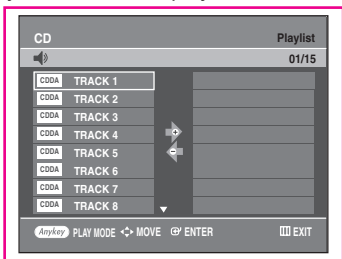 CD Playlist
01/15
CDDA TRACK 1
CDDA TRACK 2
CDDA TRACK 3
CDDA TRACK 4
CDDA TRACK 5
CDDA TRACK 6
CDDA TRACK 7
CDDA TRACK 8
Anykey PLAY MODE MOVE ENTER EXIT